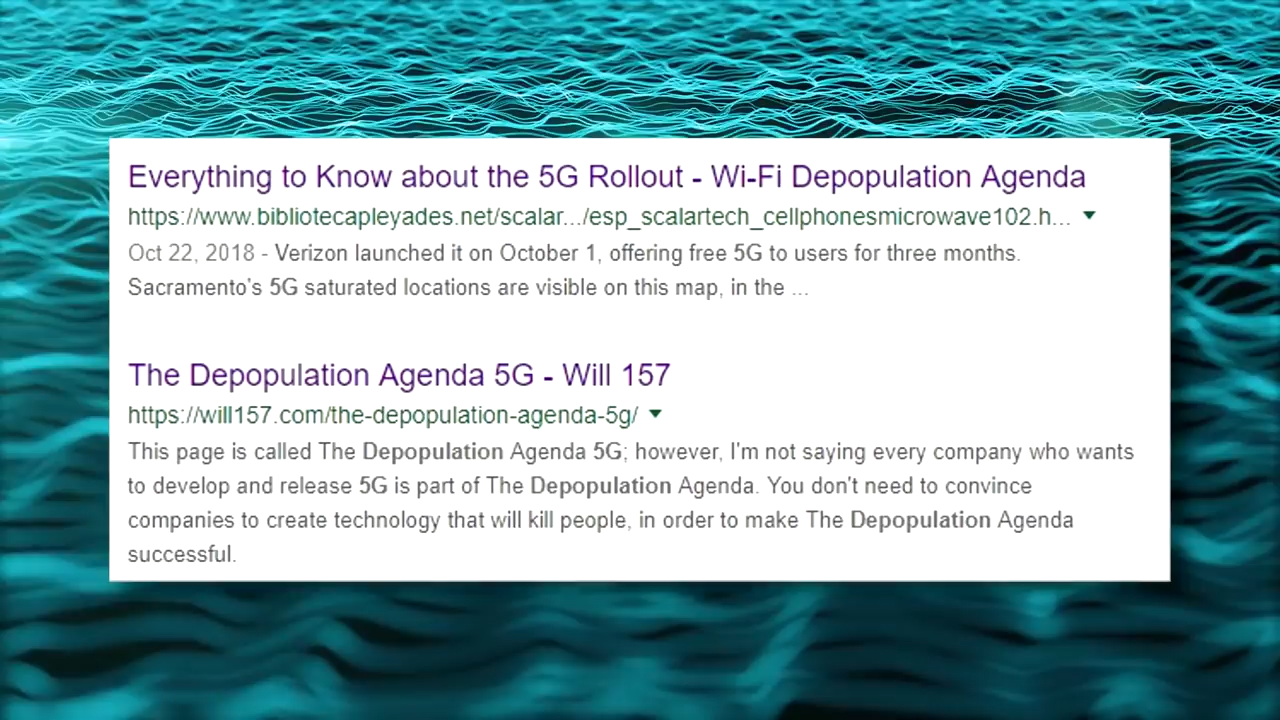 Everything to Know about the 5G Rollout - Wi-Fi Depopulation Agenda
https://www.bibliotecapleyades.net/scalar.../esp_scalartech_cellphonesmicrowave102.h...
Oct 22, 2018 - Verizon launched it on October 1, offering free 5G to users for three months.
Sacramento's 5G saturated locations are visible on this map, in the ...
The Depopulation Agenda 5G - Will 157
https://will157.com/the-depopulation-agenda-5g/
This page is called The Depopulation Agenda 5G; however, I'm not saying every company who wants
to develop and release 5G is part of The Depopulation Agenda. You don't need to convince
companies to create technology that will kill people, in order to make The Depopulation Agenda
successful.